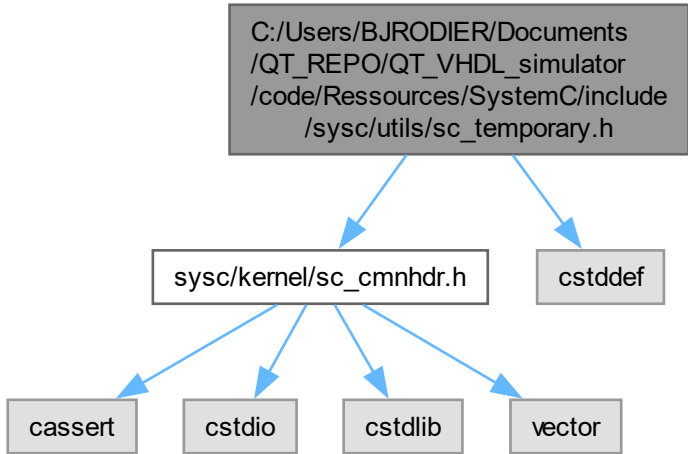 C:/Users/BJRODIER/Documents
/QT_REPO/QT_VHDL_simulator
/code/Ressources/SystemC/include
/sysc/utils/sc_temporary.h
sysc/kernel/sc_cmnhdr.h
cstddef
cassert
cstdio
cstdlib
vector